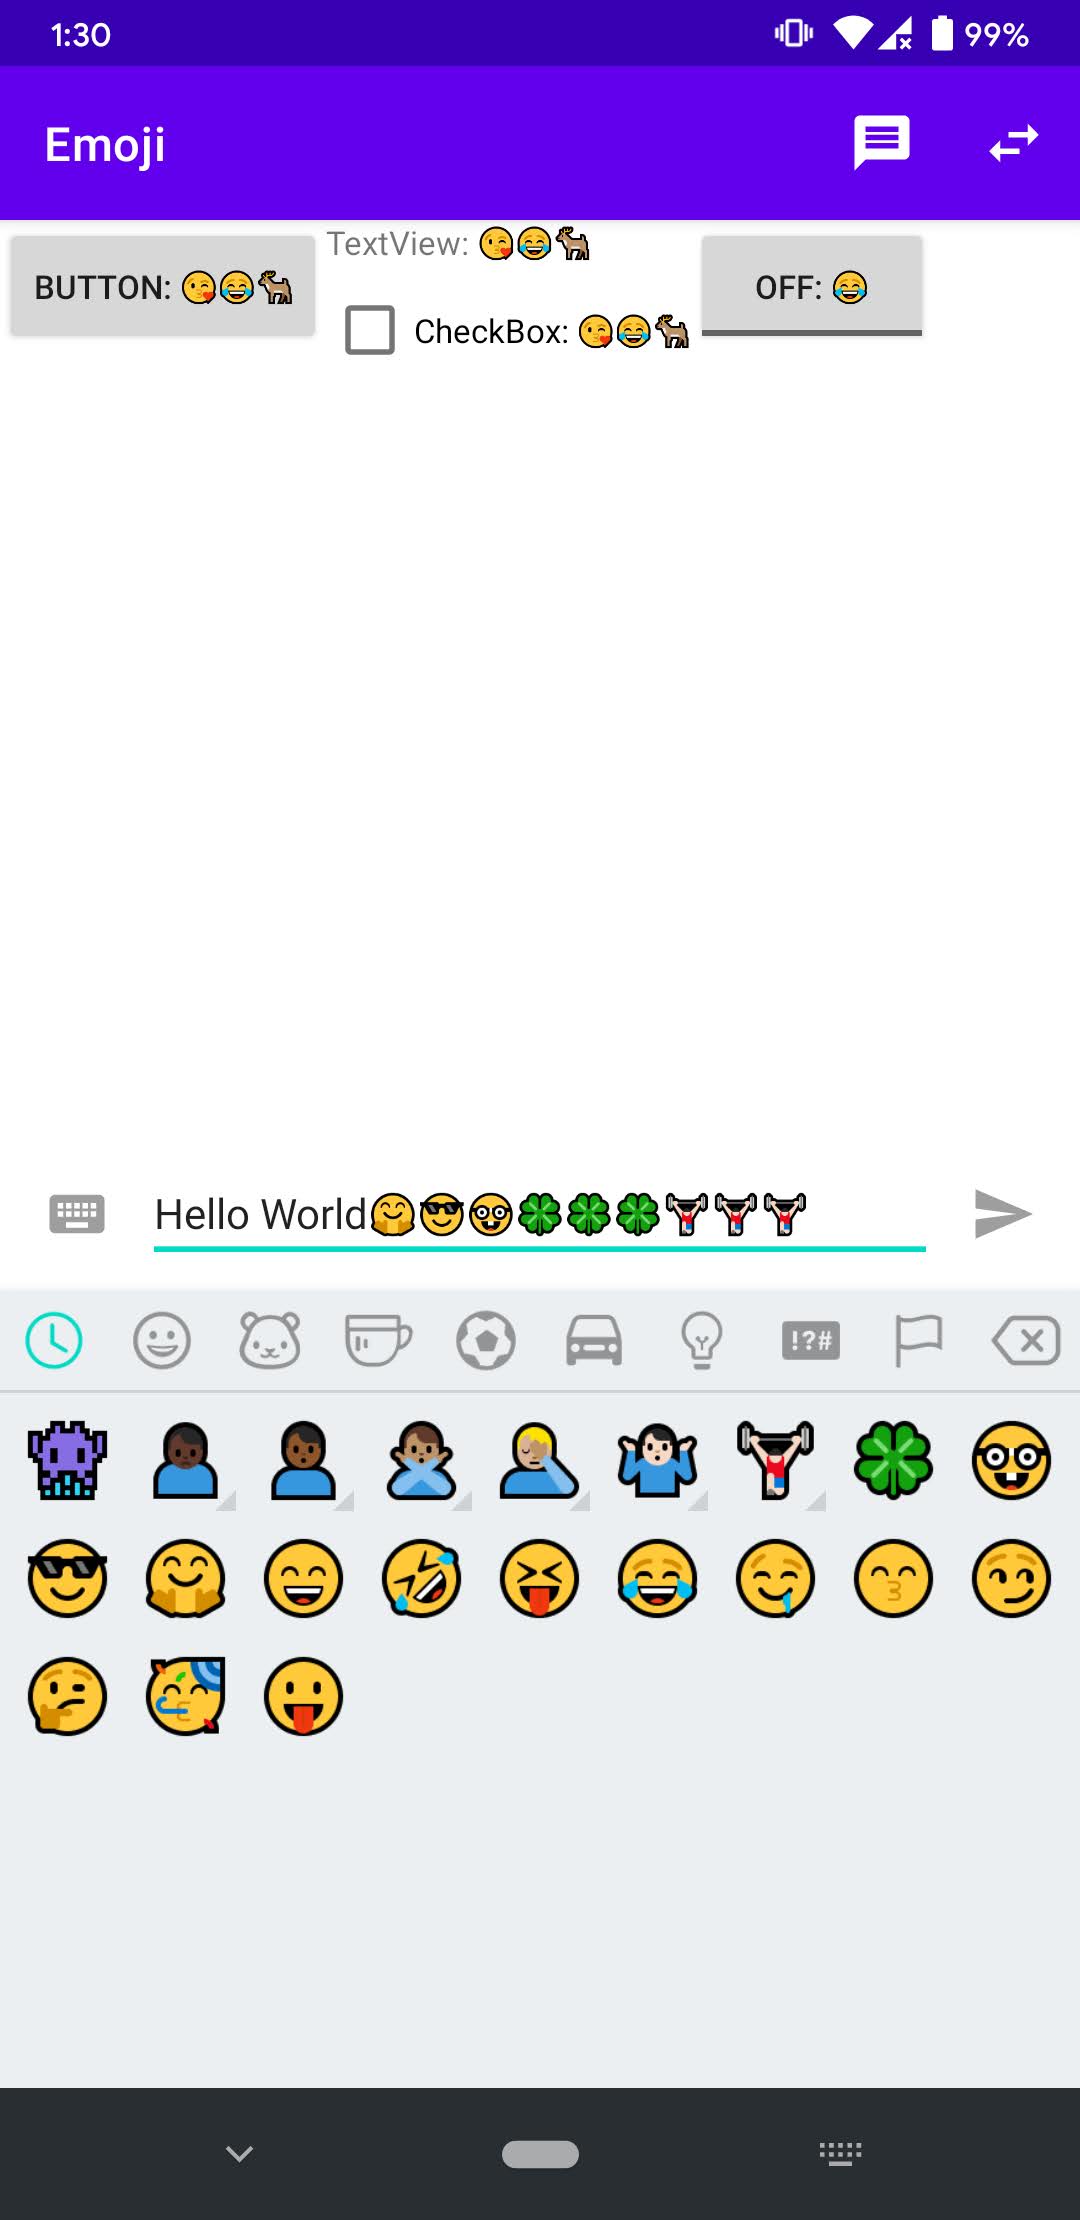 1:30 99%
Emoji
BUTTON: 😘😂🦌 TextView: 😘😂🦌 OFF: 😂
CheckBox: 😘😂🦌
Hello World🤗😎🤓🍀🍀🍀🏋🏻🏋🏻🏋🏻
!?#